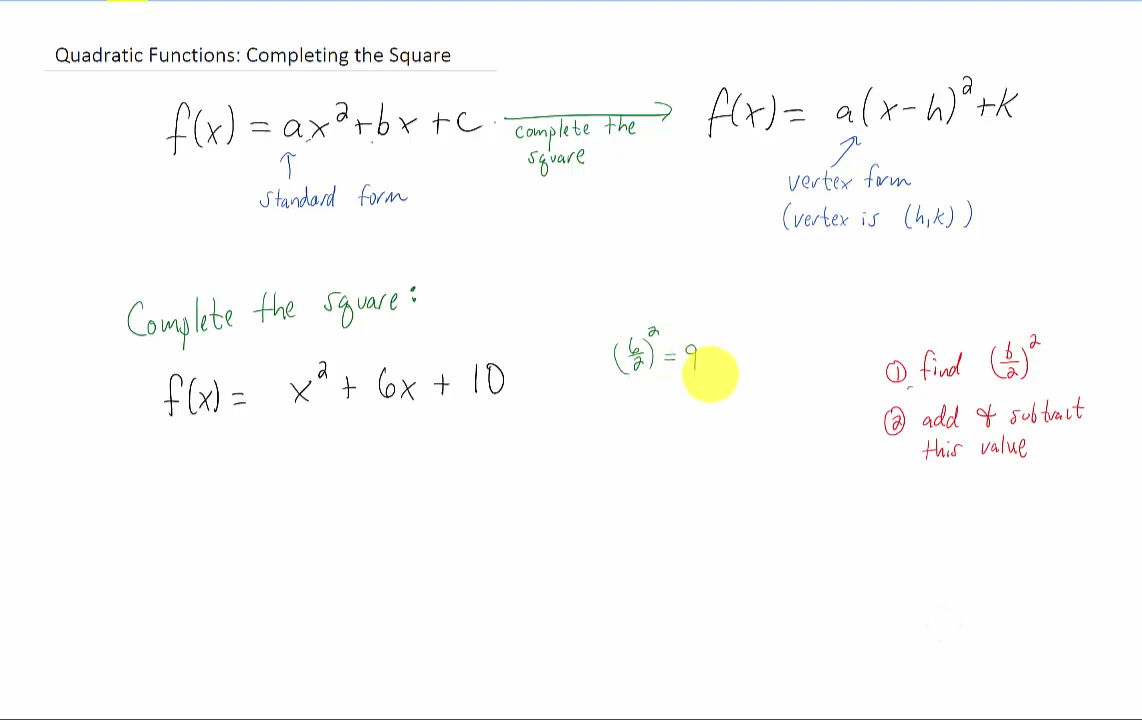 Quadratic Functions: Completing the Square
f(x) = ax² + bx + c
complete the
square
f(x) = a(x-h)² + k
standard form
vertex form
(vertex is (h,k))
Complete the square:
f(x) = x² + 6x + 10
(6/2)² = 9
① find (b/2)²
② add & subtract
this value